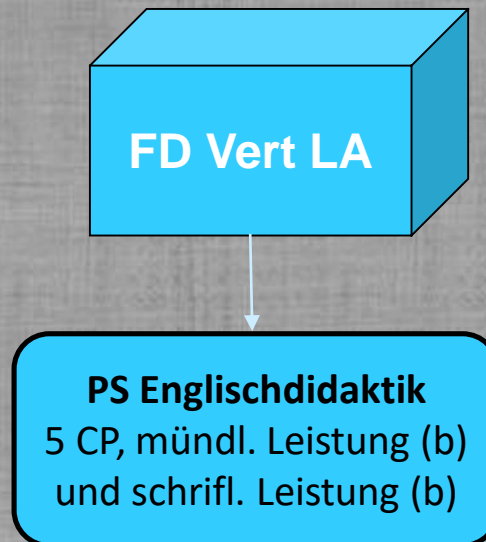 FD Vert LA
PS Englischdidaktik
5 CP, mündl. Leistung (b)
und schrifl. Leistung (b)